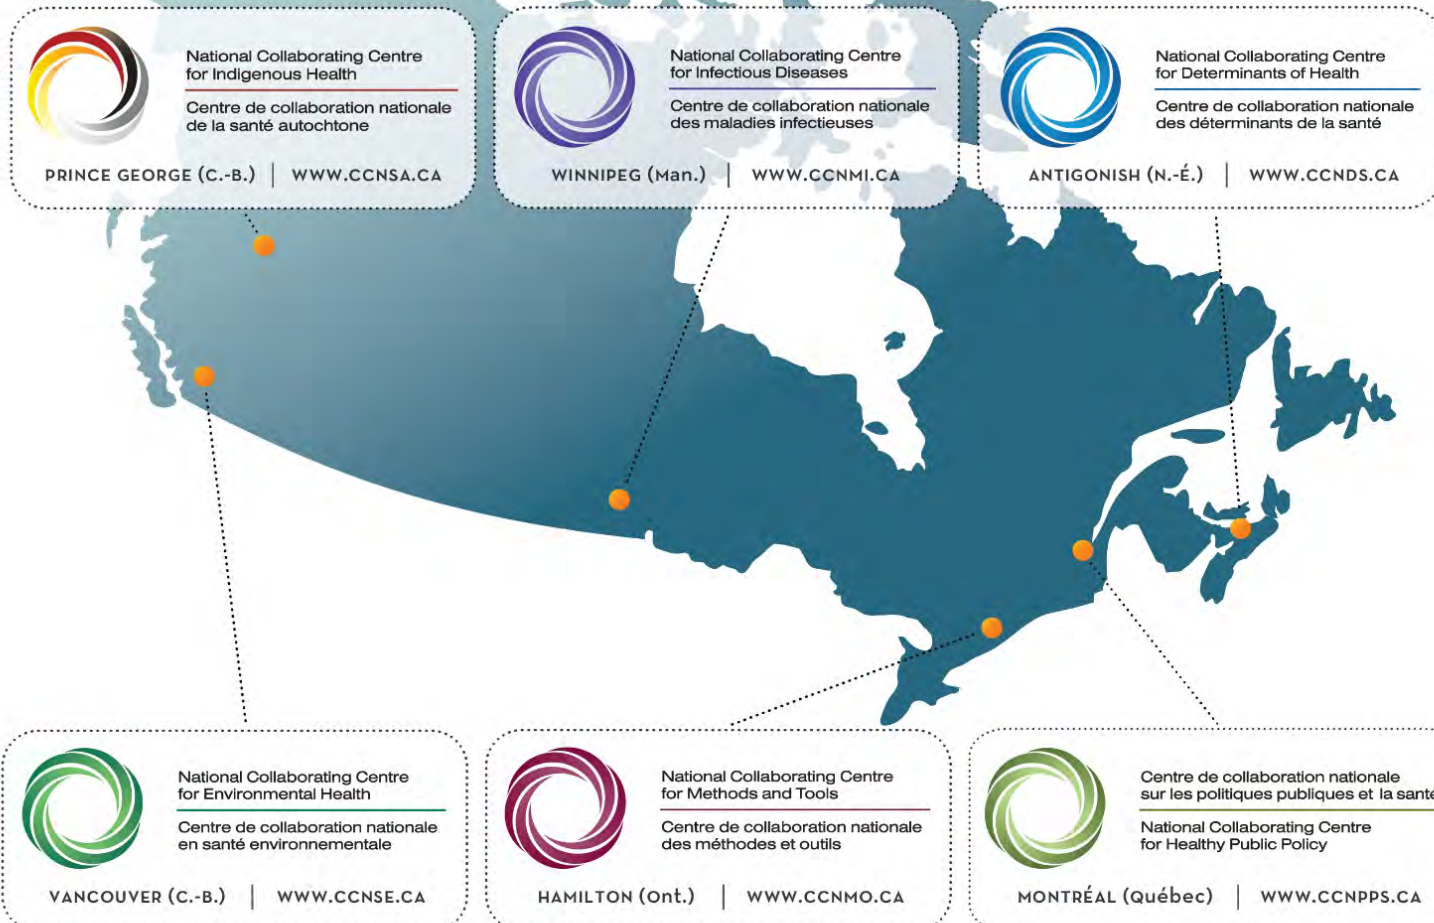 National Collaborating Centre
for Indigenous Health
Centre de collaboration nationale
de la santé autochtone
PRINCE GEORGE (C.-B.) | WWW.CCNSA.CA
National Collaborating Centre
for Infectious Diseases
Centre de collaboration nationale
des maladies infectieuses
WINNIPEG (Man.) | WWW.CCNMI.CA
National Collaborating Centre
for Determinants of Health
Centre de collaboration nationale
des déterminants de la santé
ANTIGONISH (N.-É.) | WWW.CCNDS.CA
National Collaborating Centre
for Environmental Health
Centre de collaboration nationale
en santé environnementale
VANCOUVER (C.-B.) | WWW.CCNSE.CA
National Collaborating Centre
for Methods and Tools
Centre de collaboration nationale
des méthodes et outils
HAMILTON (Ont.) | WWW.CCNMO.CA
Centre de collaboration nationale
sur les politiques publiques et la santé
National Collaborating Centre
for Healthy Public Policy
MONTRÉAL (Québec) | WWW.CCNPPS.CA